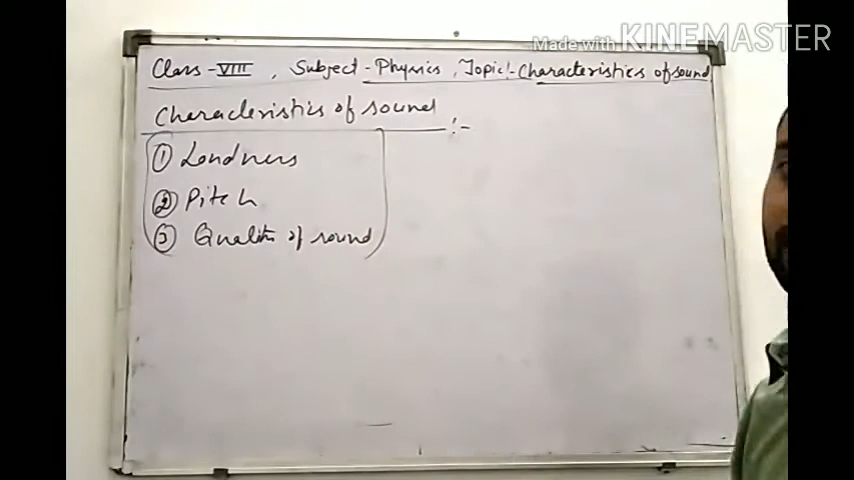 Made with KINEMASTER
Class - VIII, Subject - Physics, Topic:- Characteristics of sound
Characteristics of sound :-
① Loudness
② Pitch
③ Quality of sound